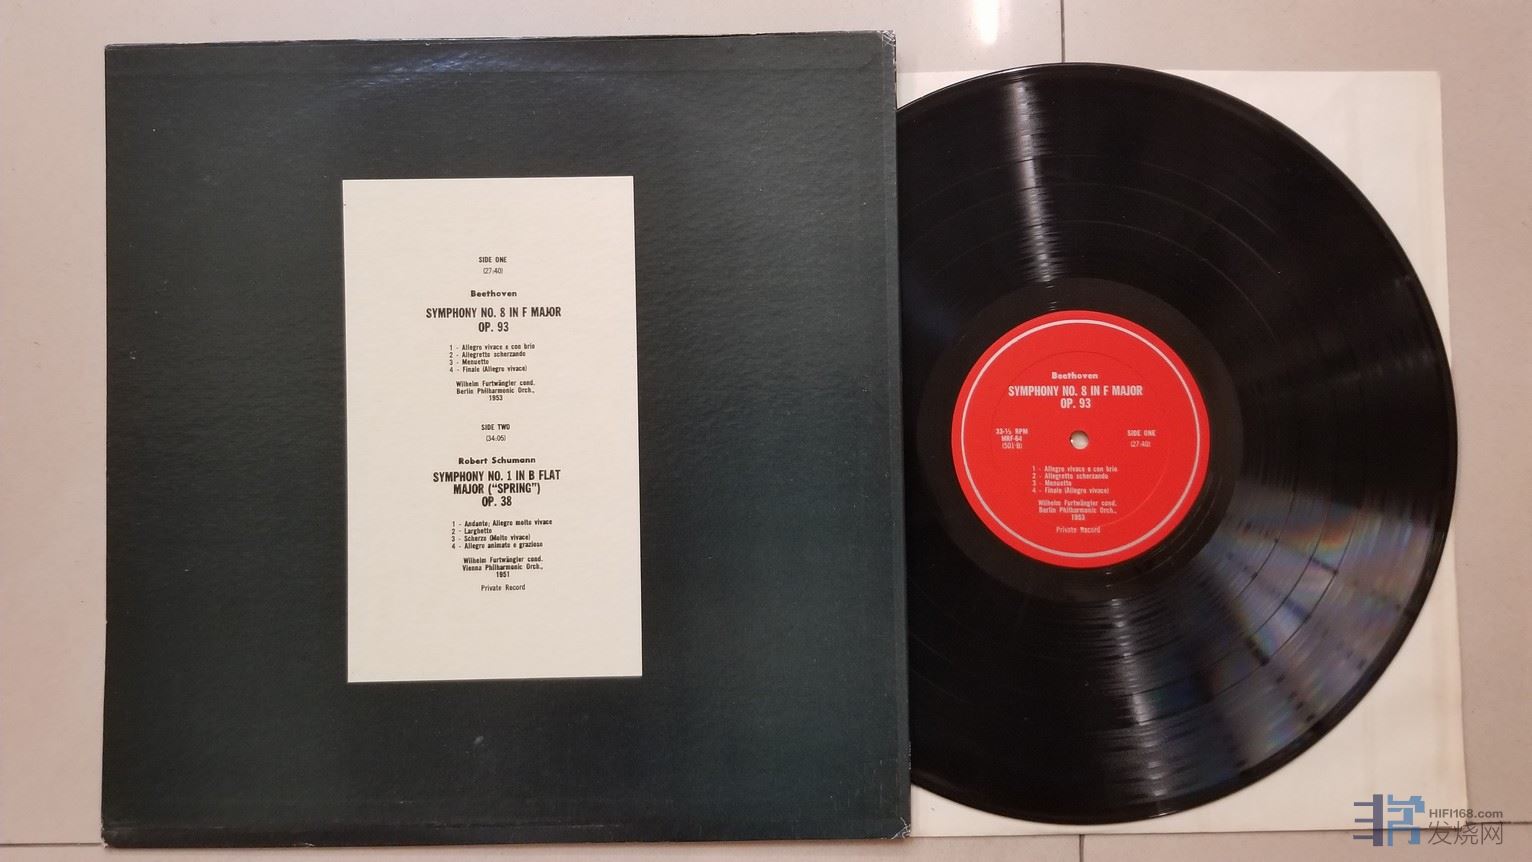 SIDE ONE
(27:40)
Beethoven
SYMPHONY NO. 8 IN F MAJOR
OP. 93
1 - Allegro vivace e con brio
2 - Allegretto scherzando
3 - Menuetto
4 - Finale (Allegro vivace)
Wilhelm Furtwängler cond.
Berlin Philharmonic Orch.,
1953
SIDE TWO
(34:05)
Robert Schumann
SYMPHONY NO. 1 IN B FLAT
MAJOR ("SPRING")
OP. 38
1 - Andante; Allegro molto vivace
2 - Larghetto
3 - Scherzo (Molto vivace)
4 - Allegro animato e grazioso
Wilhelm Furtwängler cond.
Vienna Philharmonic Orch.,
1951
Private Record
Beethoven
SYMPHONY NO. 8 IN F MAJOR
OP. 93
33-⅓ RPM
MRF-64
(501-B)
SIDE ONE
(27:40)
1 - Allegro vivace e con brio
2 - Allegretto scherzando
3 - Menuetto
4 - Finale (Allegro vivace)
Wilhelm Furtwängler cond.
Berlin Philharmonic Orch.,
1953
Private Record
HIFI168.com
发烧网